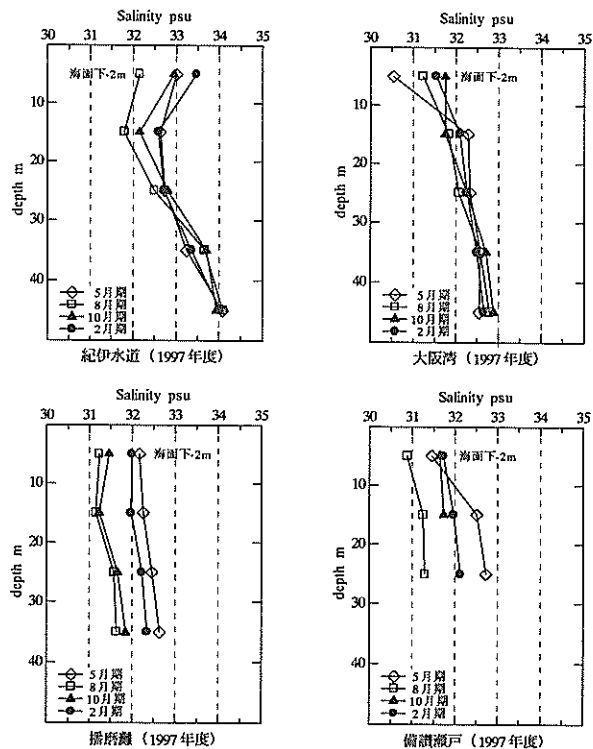 Salinity psu
30 31 32 33 34 35
海面下-2m
10
20
30
40
depth m
5月期
8月期
10月期
2月期
紀伊水道 (1997年度)
Salinity psu
30 31 32 33 34 35
海面下-2m
10
20
30
40
depth m
5月期
8月期
10月期
2月期
大阪湾 (1997年度)
Salinity psu
30 31 32 33 34 35
海面下-2m
10
20
30
40
depth m
5月期
8月期
10月期
2月期
播磨灘 (1997年度)
Salinity psu
30 31 32 33 34 35
海面下-2m
10
20
30
40
depth m
5月期
8月期
10月期
2月期
備讃瀬戸 (1997年度)